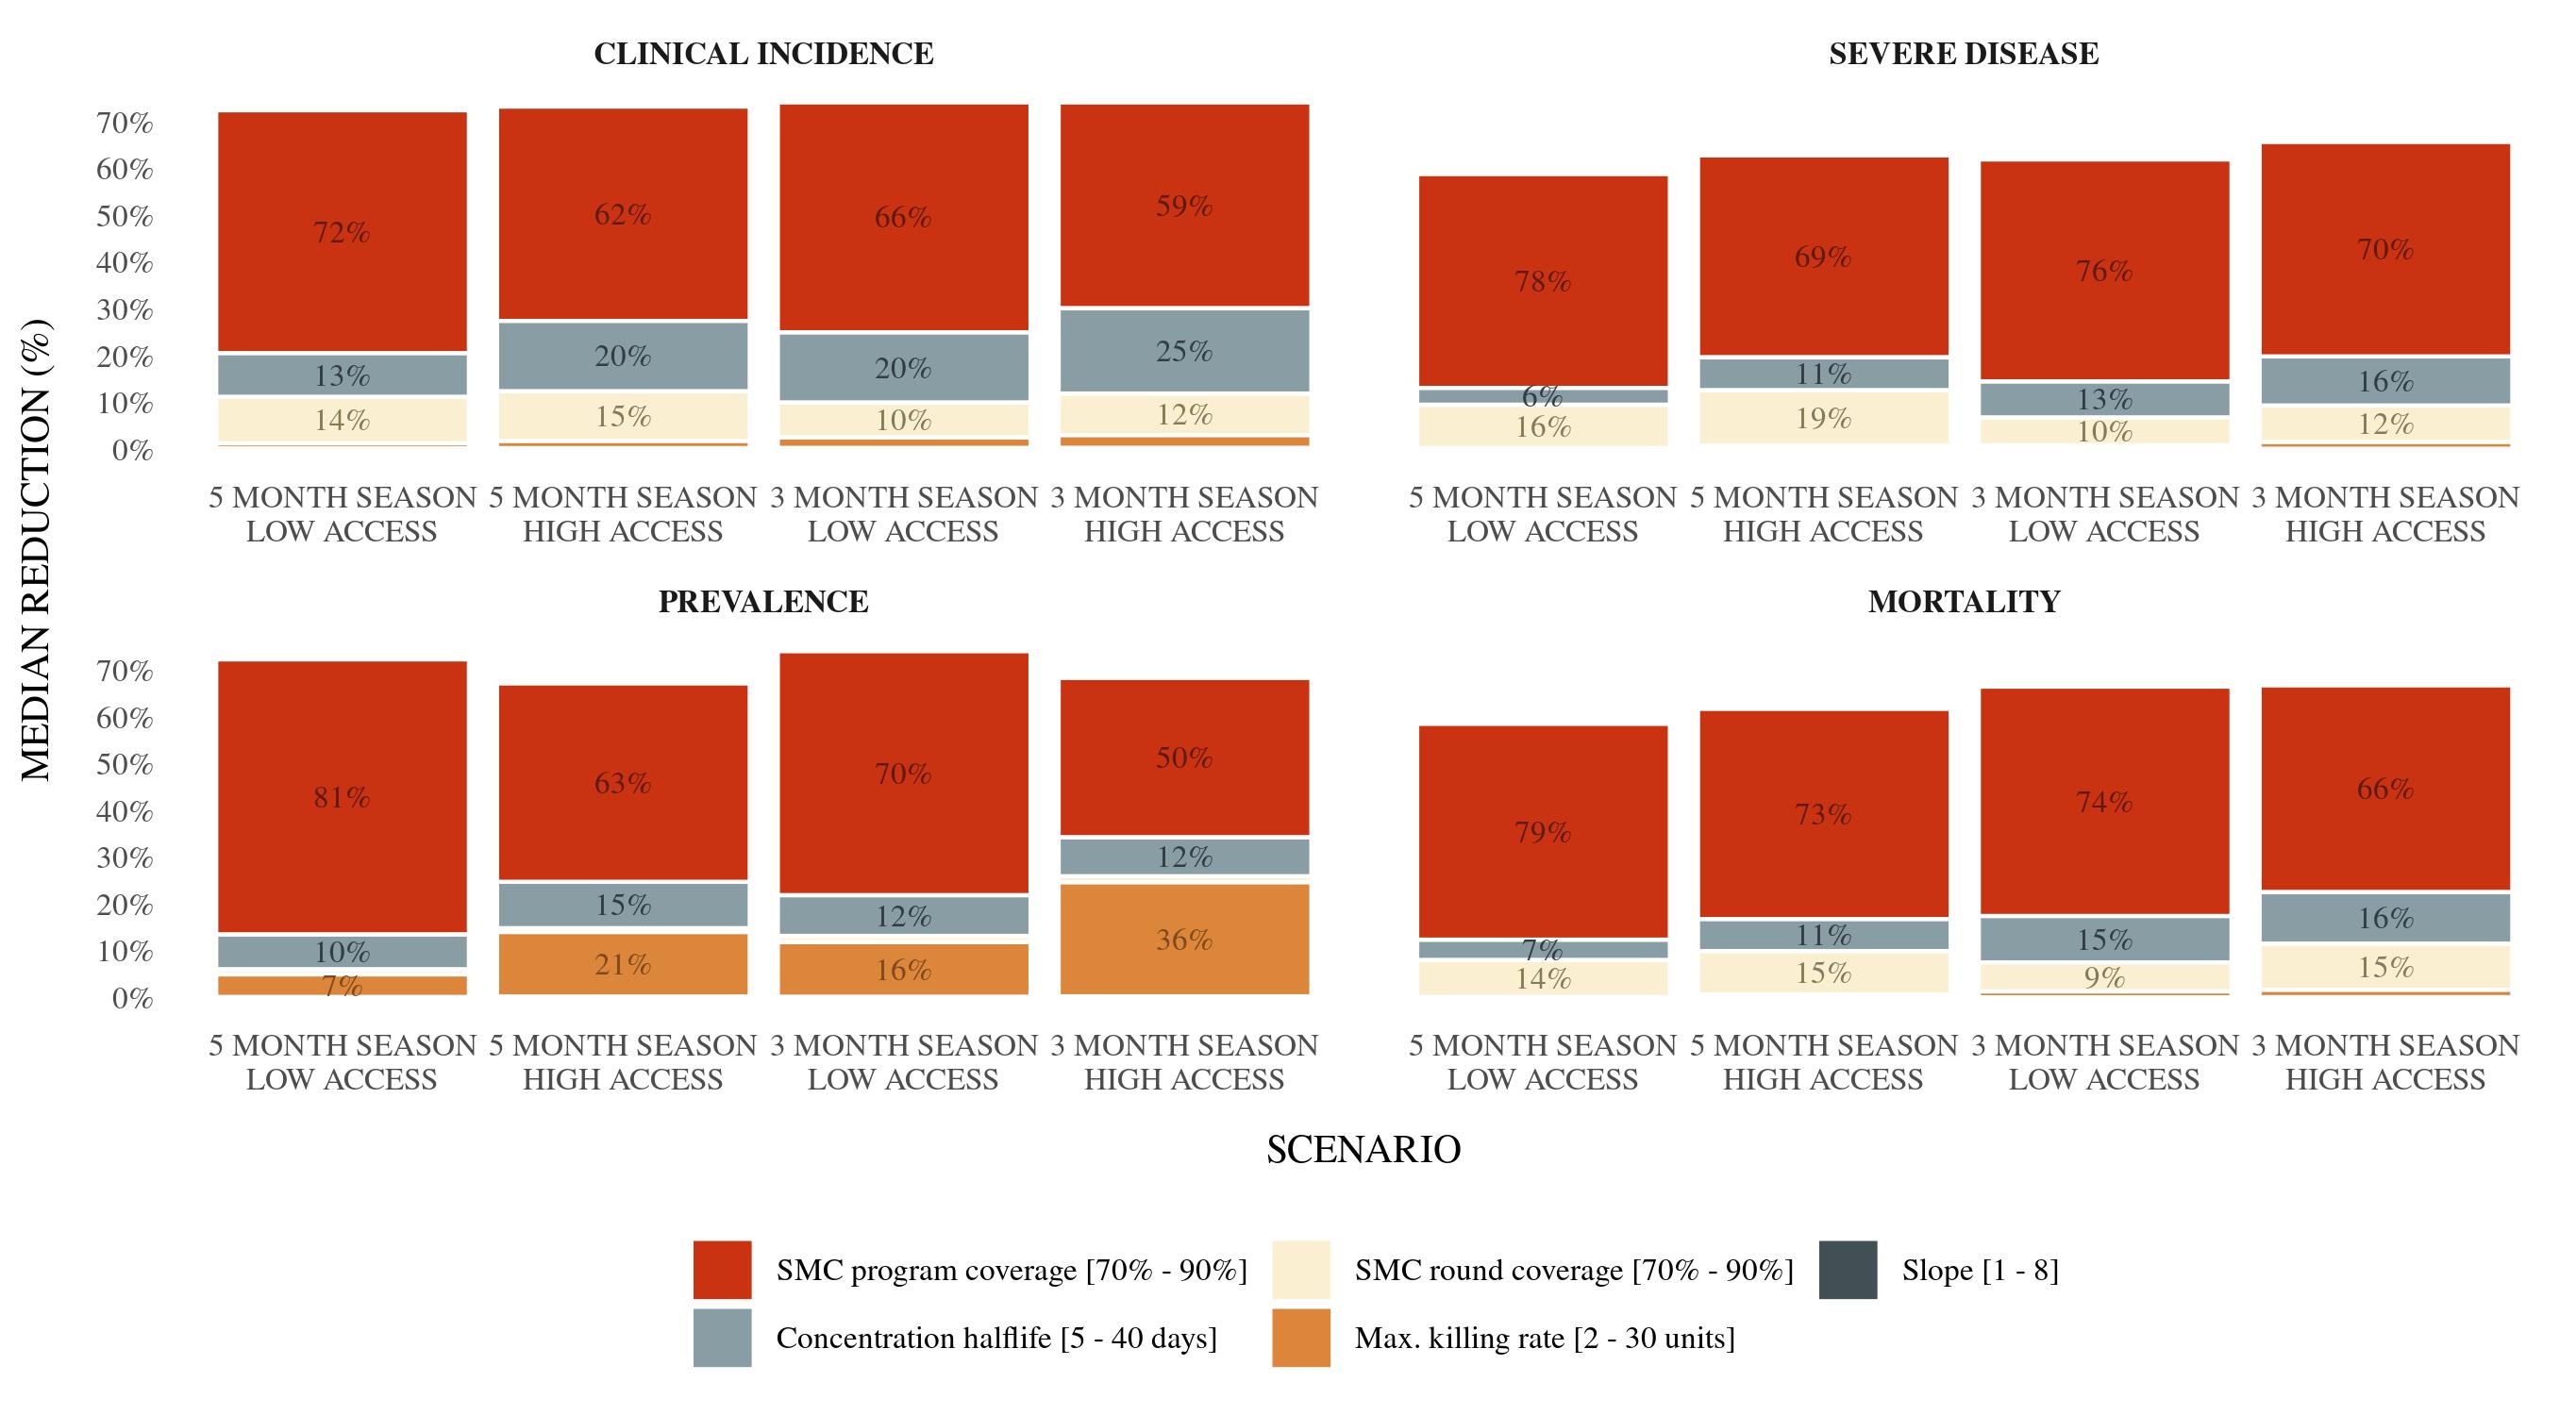 CLINICAL INCIDENCE
SEVERE DISEASE
MEDIAN REDUCTION (%)
70%
60%
50%
40%
30%
20%
10%
0%
72%
13%
14%
62%
20%
15%
66%
20%
10%
59%
25%
12%
78%
6%
16%
69%
11%
19%
76%
13%
10%
70%
16%
12%
5 MONTH SEASON
LOW ACCESS
5 MONTH SEASON
HIGH ACCESS
3 MONTH SEASON
LOW ACCESS
3 MONTH SEASON
HIGH ACCESS
5 MONTH SEASON
LOW ACCESS
5 MONTH SEASON
HIGH ACCESS
3 MONTH SEASON
LOW ACCESS
3 MONTH SEASON
HIGH ACCESS
PREVALENCE
MORTALITY
70%
60%
50%
40%
30%
20%
10%
0%
81%
10%
7%
63%
15%
21%
70%
12%
16%
50%
12%
36%
79%
7%
14%
73%
11%
15%
74%
15%
9%
66%
16%
15%
5 MONTH SEASON
LOW ACCESS
5 MONTH SEASON
HIGH ACCESS
3 MONTH SEASON
LOW ACCESS
3 MONTH SEASON
HIGH ACCESS
5 MONTH SEASON
LOW ACCESS
5 MONTH SEASON
HIGH ACCESS
3 MONTH SEASON
LOW ACCESS
3 MONTH SEASON
HIGH ACCESS
SCENARIO
SMC program coverage [70% - 90%]
SMC round coverage [70% - 90%]
Slope [1 - 8]
Concentration halflife [5 - 40 days]
Max. killing rate [2 - 30 units]